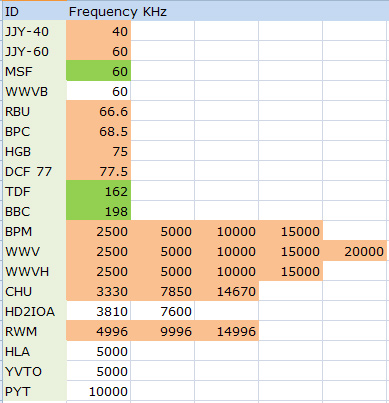 ID Frequency KHz
JJY-40 40
JJY-60 60
MSF 60
WWVB 60
RBU 66.6
BPC 68.5
HGB 75
DCF 77 77.5
TDF 162
BBC 198
BPM 2500 5000 10000 15000
WWV 2500 5000 10000 15000 20000
WWVH 2500 5000 10000 15000
CHU 3330 7850 14670
HD2IOA 3810 7600
RWM 4996 9996 14996
HLA 5000
YVTO 5000
PYT 10000